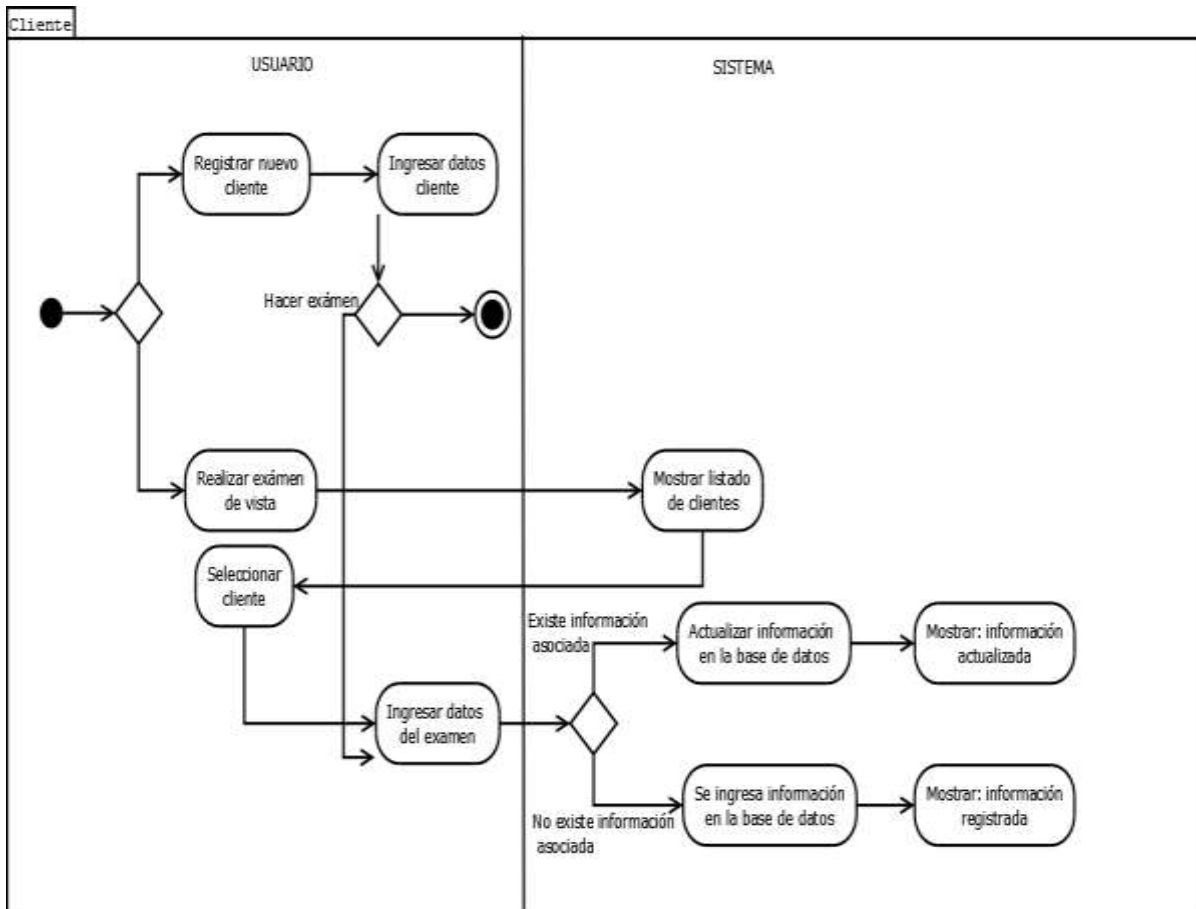 Cliente
USUARIO
SISTEMA
Registrar nuevo
cliente
Ingresar datos
cliente
Hacer exámen
Realizar exámen
de vista
Mostrar listado
de clientes
Seleccionar
cliente
Existe información
asociada
Actualizar información
en la base de datos
Mostrar: información
actualizada
Ingresar datos
del examen
No existe información
asociada
Se ingresa información
en la base de datos
Mostrar: información
registrada